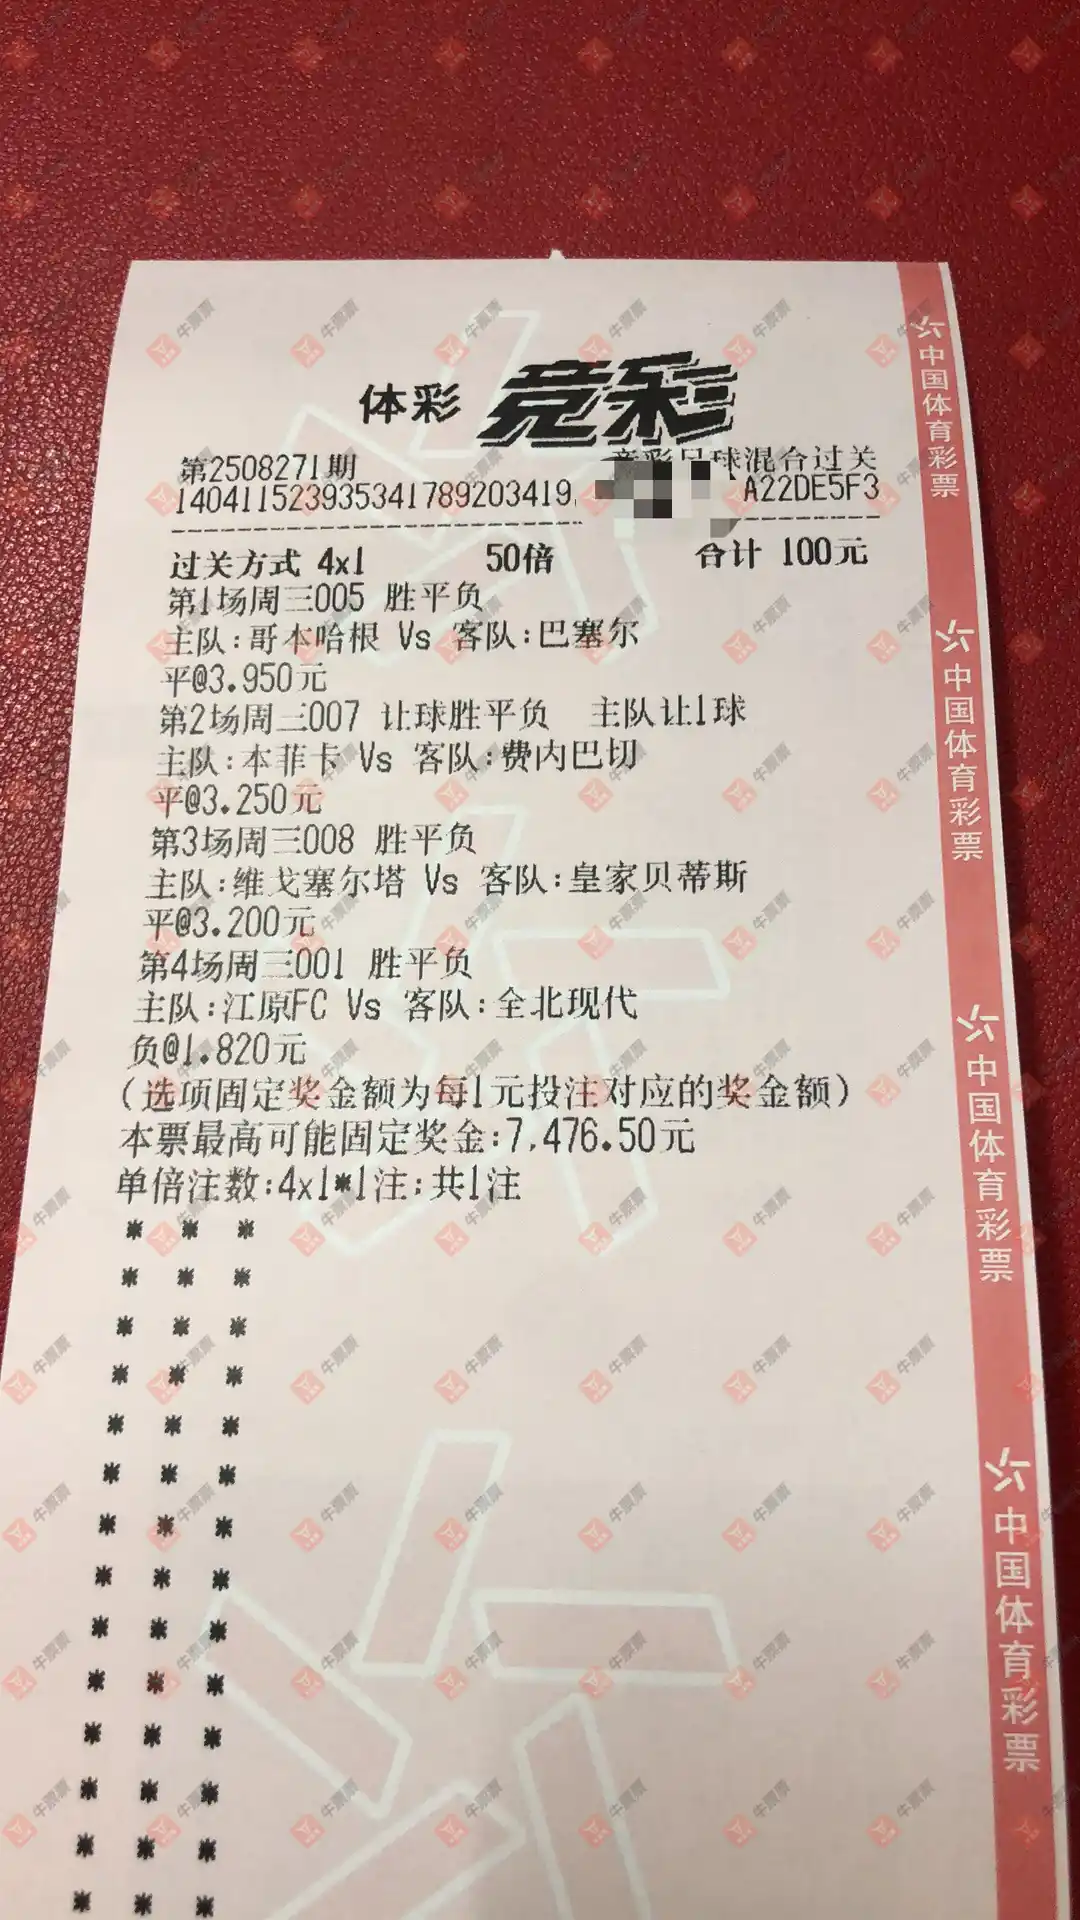 体彩 竞彩
第2508271期 竞彩足球混合过关
140411523935341789203419 A22DE5F3
过关方式 4x1 50倍 合计 100元
第1场周三005 胜平负
主队:哥本哈根 Vs 客队:巴塞尔
平@3.950元
第2场周三007 让球胜平负 主队让1球
主队:本菲卡 Vs 客队:费内巴切
平@3.250元
第3场周三008 胜平负
主队:维戈塞尔塔 Vs 客队:皇家贝蒂斯
平@3.200元
第4场周三001 胜平负
主队:江原FC Vs 客队:全北现代
负@1.820元
(选项固定奖金额为每1元投注对应的奖金额)
本票最高可能固定奖金:7,476.50元
单倍注数:4x1*1注;共1注
中国体育彩票
中国体育彩票
中国体育彩票
中国体育彩票
牛票票